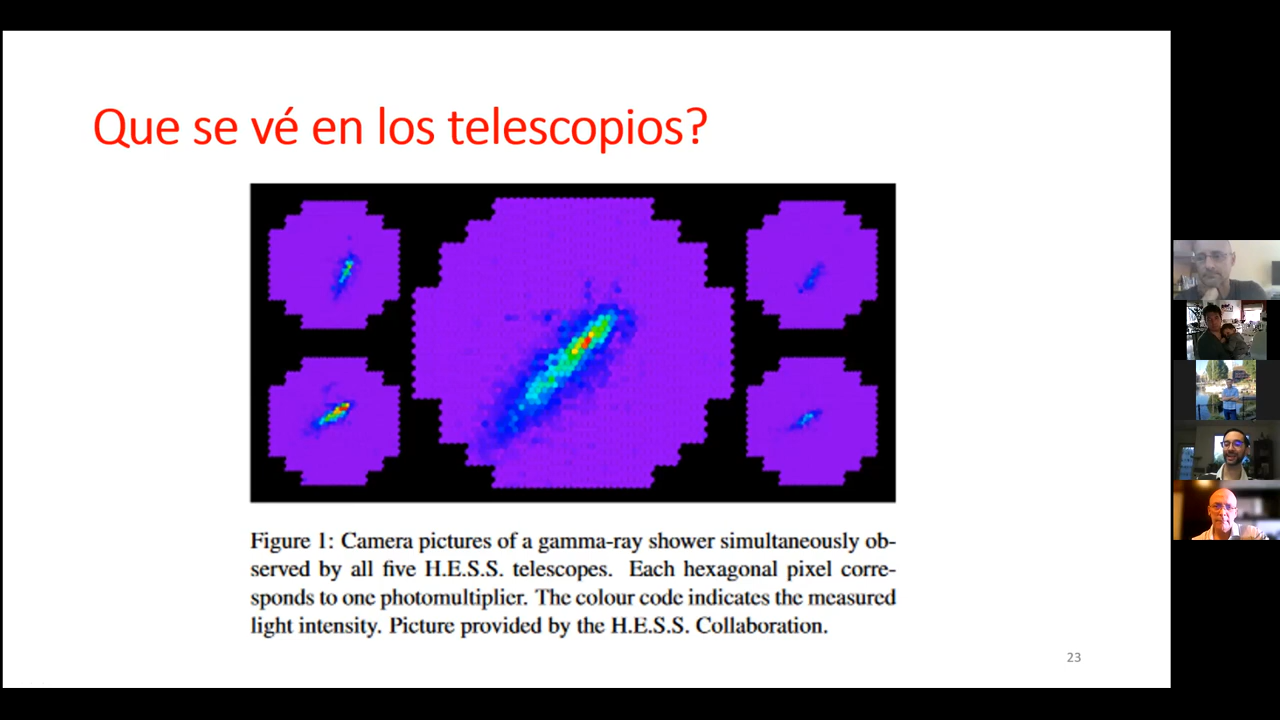 Que se vé en los telescopios?
Figure 1: Camera pictures of a gamma-ray shower simultaneously ob-
served by all five H.E.S.S. telescopes. Each hexagonal pixel corre-
sponds to one photomultiplier. The colour code indicates the measured
light intensity. Picture provided by the H.E.S.S. Collaboration.
23